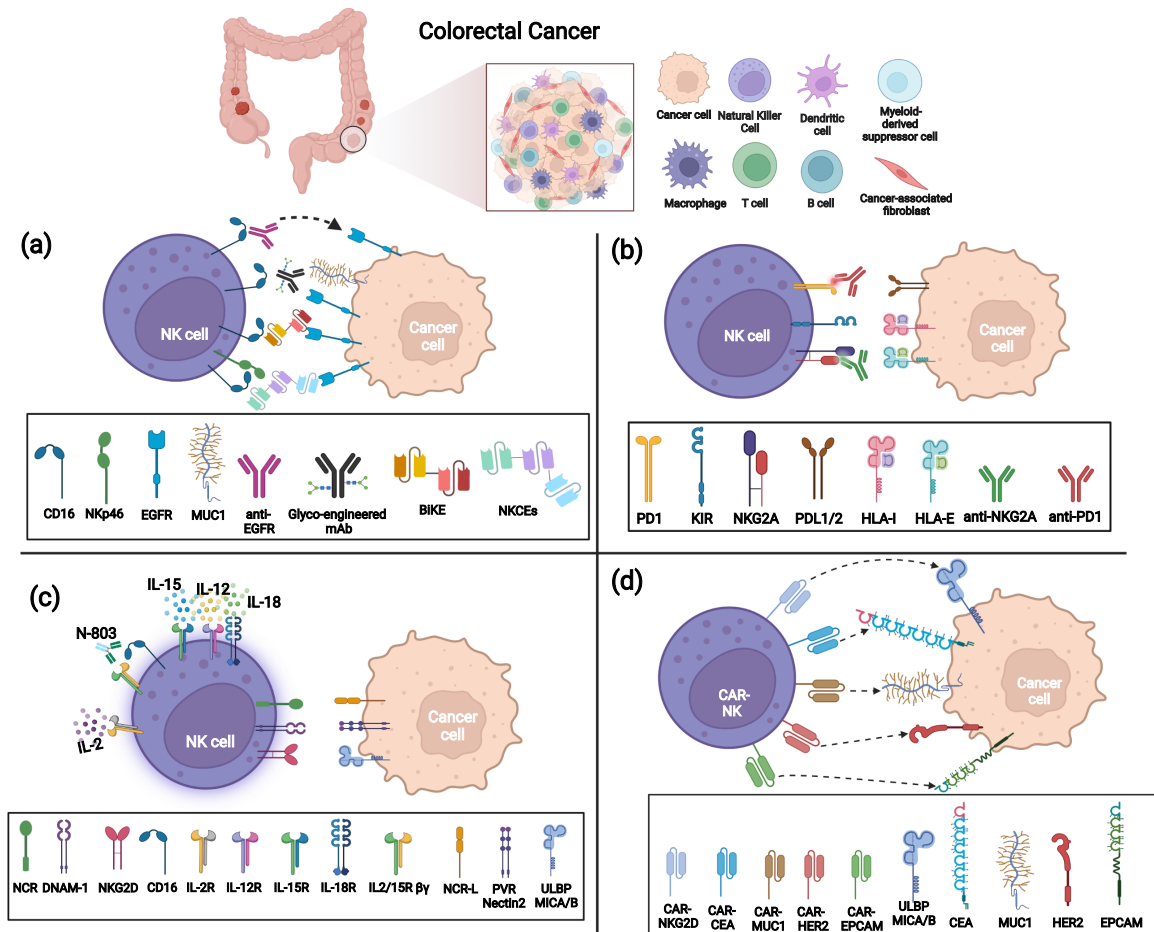 Colorectal Cancer
Cancer cell
Natural Killer
Cell
Dendritic
cell
Myeloid-
derived
suppressor cell
Macrophage
T cell
B cell
Cancer-associated
fibroblast
(a)
NK cell
Cancer
cell
CD16
NKp46
EGFR
MUC1
anti-
EGFR
Glyco-engineered
mAb
BiKE
NKCEs
(b)
NK cell
Cancer
cell
PD1
KIR
NKG2A
PDL1/2
HLA-I
HLA-E
anti-NKG2A
anti-PD1
(c)
IL-15
IL-12
IL-18
N-803
IL-2
NK cell
Cancer
cell
NCR
DNAM-1
NKG2D
CD16
IL-2R
IL-12R
IL-15R
IL-18R
IL2/15R βγ
NCR-L
PVR
Nectin2
ULBP
MICA/B
(d)
CAR-
NK
Cancer
cell
CAR-
NKG2D
CAR-
CEA
CAR-
MUC1
CAR-
HER2
CAR-
EPCAM
ULBP
MICA/B
CEA
MUC1
HER2
EPCAM